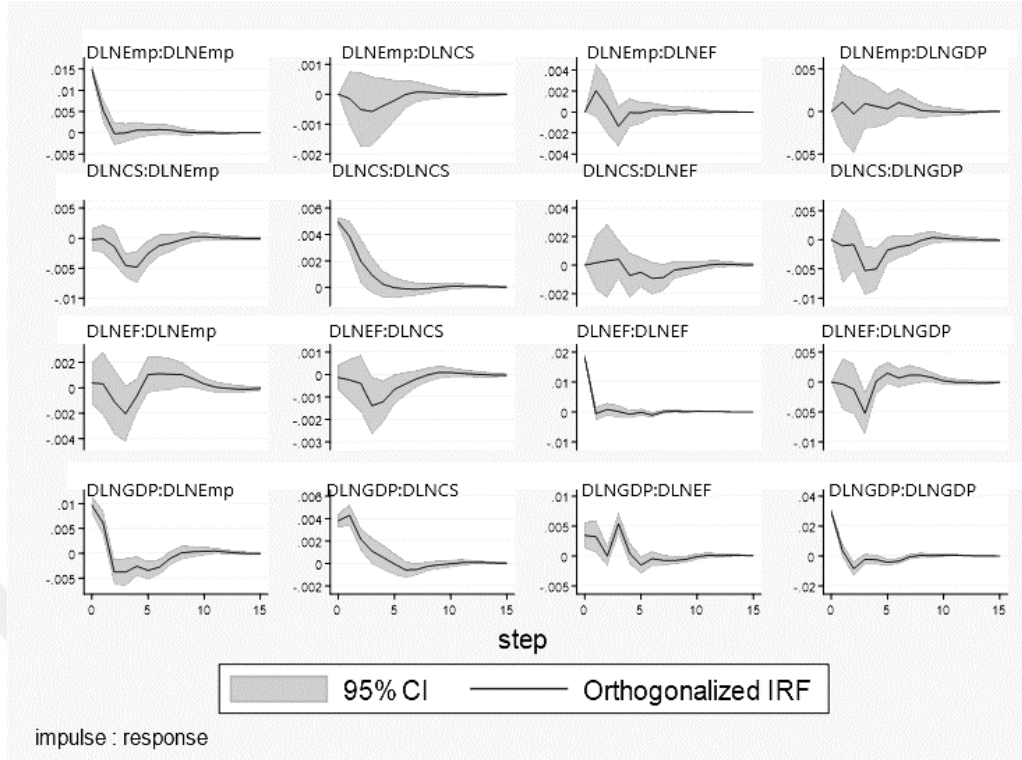 DLNEmp:DLNEmp DLNEmp:DLNCS DLNEmp:DLNEF DLNEmp:DLNGDP
.015 .001 .004 .005
.01 0 .002 0
.005 -.001 0 -.005
0 -.002 -.002
-.005 -.004
DLNCS:DLNEmp DLNCS:DLNCS DLNCS:DLNEF DLNCS:DLNGDP
.005 .006 .004 .005
0 .004 .002 0
-.005 .002 0 -.005
-.01 0 -.002 -.01
DLNEF:DLNEmp DLNEF:DLNCS DLNEF:DLNEF DLNEF:DLNGDP
.002 .001 .02 .005
0 0 .01 0
-.002 -.001 0 -.005
-.004 -.002 -.01 -.01
-.003
DLNGDP:DLNEmp DLNGDP:DLNCS DLNGDP:DLNEF DLNGDP:DLNGDP
.01 .006 .01 .04
.005 .004 .005 .02
0 .002 0 0
-.005 0 -.005 -.02
-.002
0 5 10 15 0 5 10 15 0 5 10 15 0 5 10 15
step
95% CI Orthogonalized IRF
impulse : response